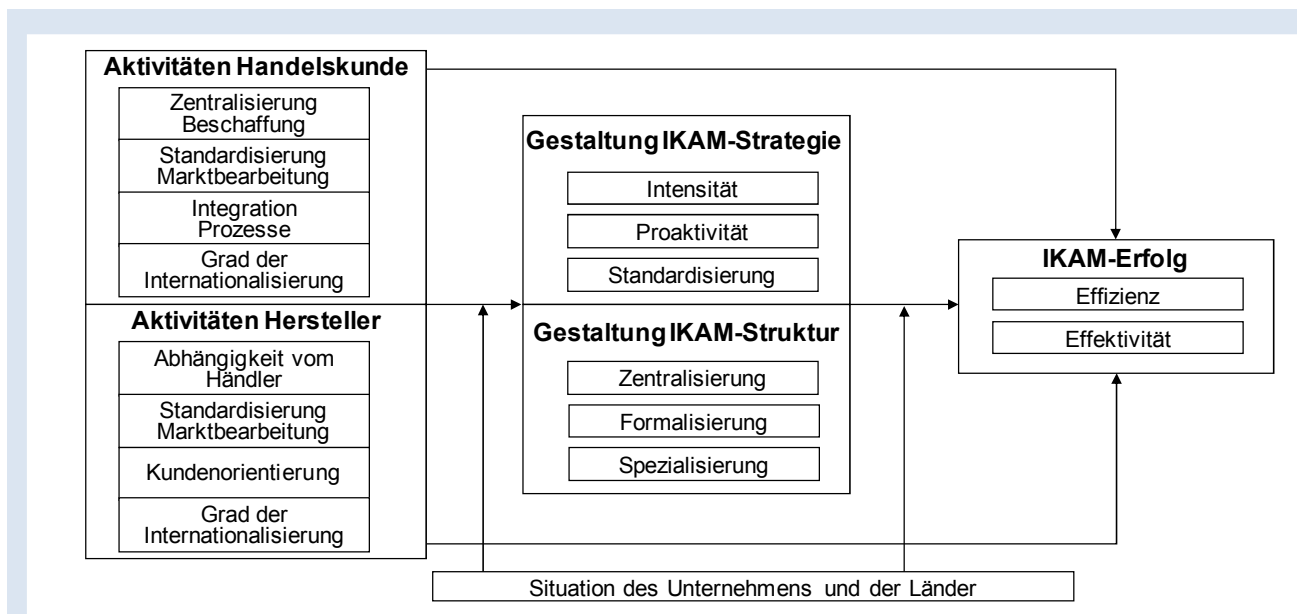 Aktivitäten Handelskunde
Zentralisierung
Beschaffung
Standardisierung
Marktbearbeitung
Integration
Prozesse
Grad der
Internationalisierung
Aktivitäten Hersteller
Abhängigkeit vom
Händler
Standardisierung
Marktbearbeitung
Kundenorientierung
Grad der
Internationalisierung
Gestaltung IKAM-Strategie
Intensität
Proaktivität
Standardisierung
Gestaltung IKAM-Struktur
Zentralisierung
Formalisierung
Spezialisierung
IKAM-Erfolg
Effizienz
Effektivität
Situation des Unternehmens und der Länder